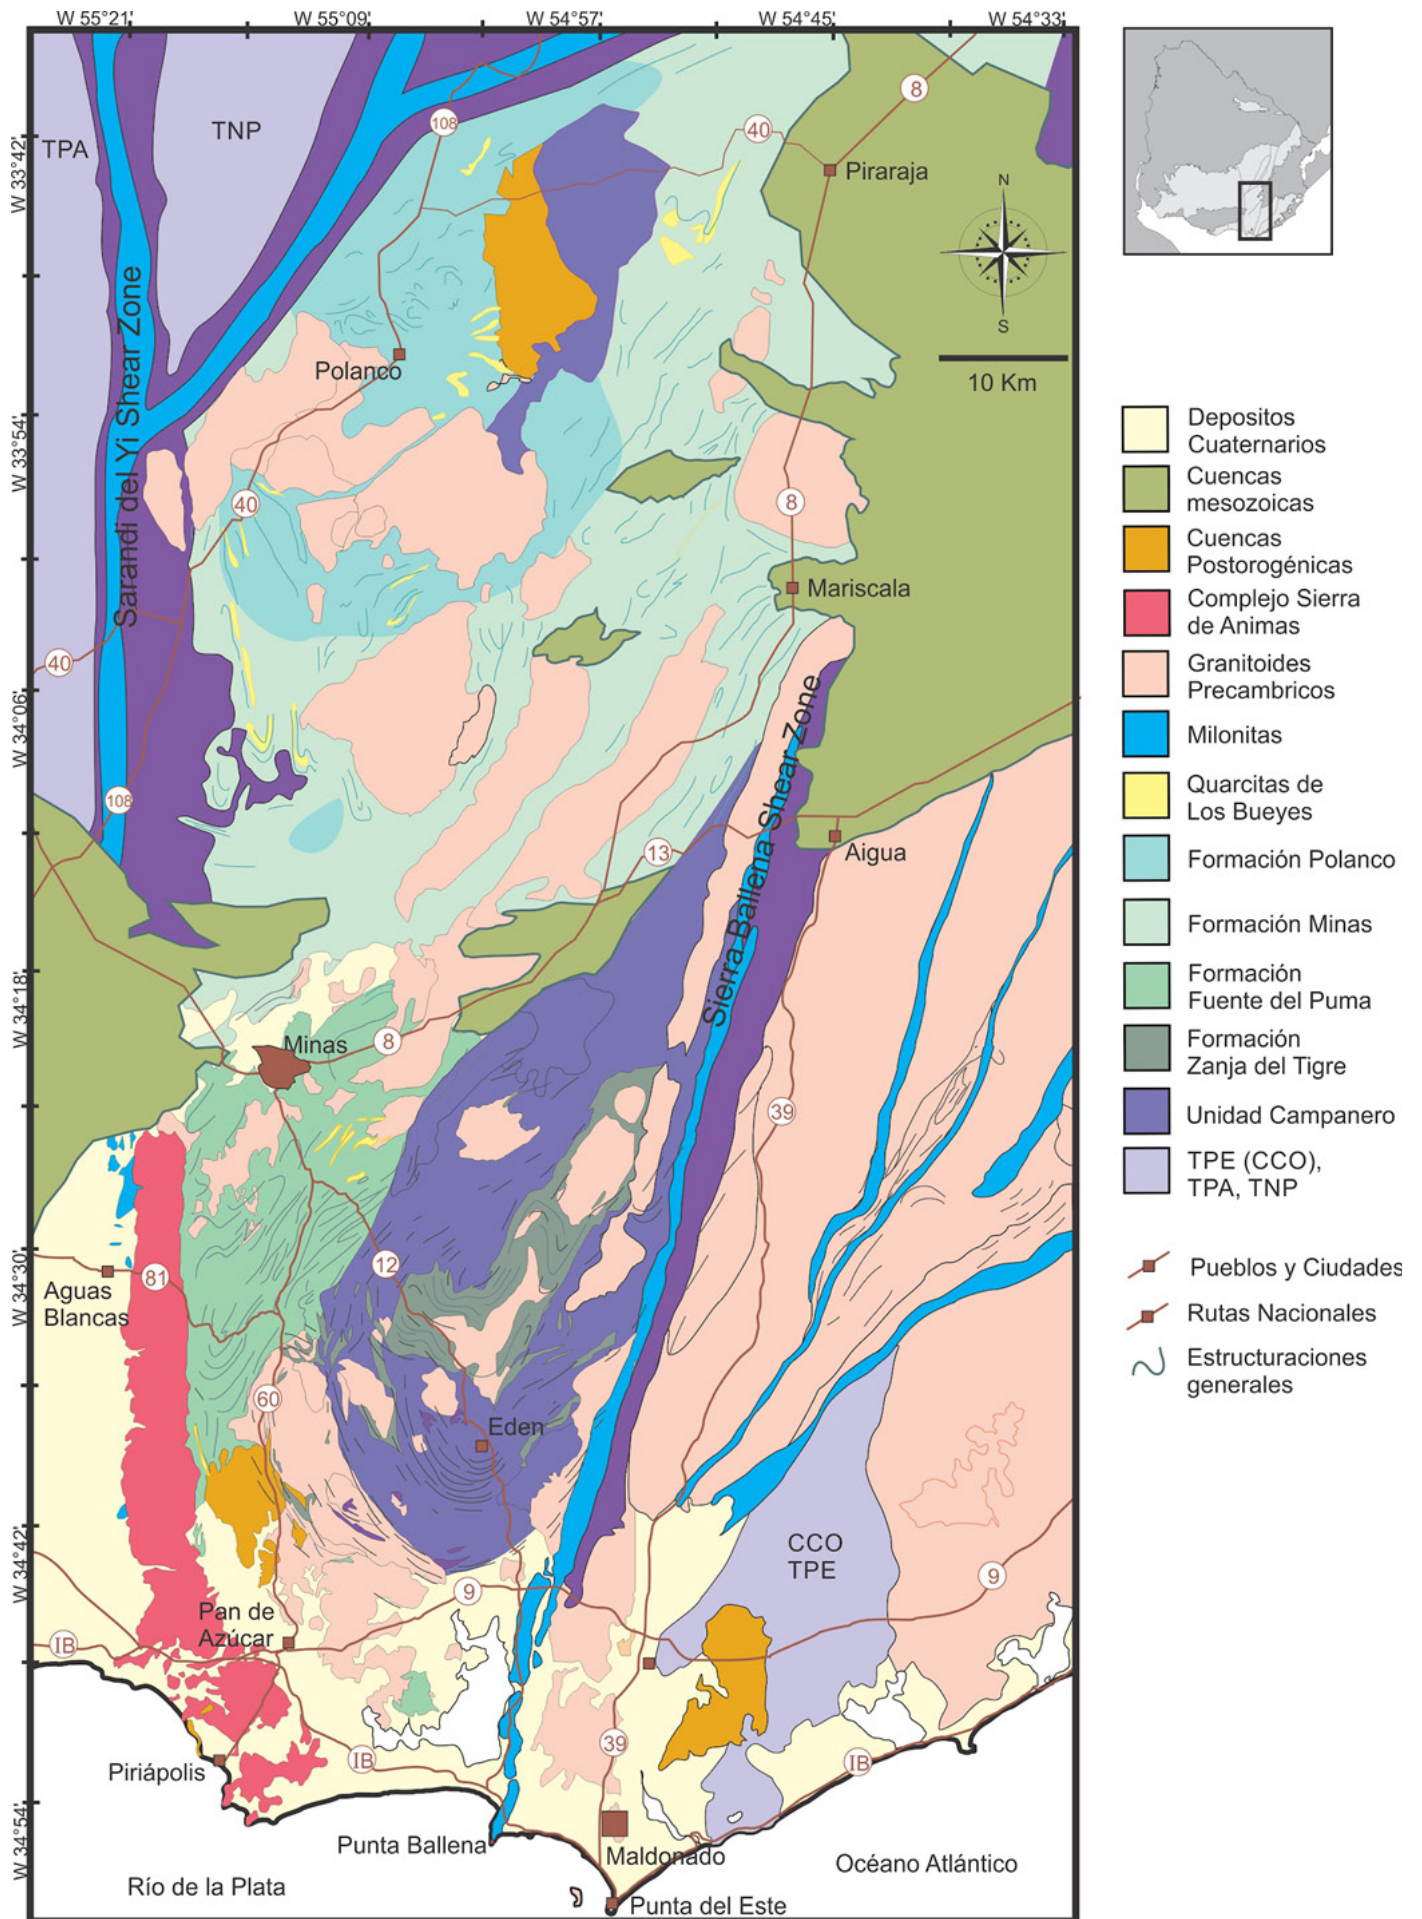 W 55°21'
W 55°09'
W 54°57'
W 54°45'
W 54°33'
W 33°42'
W 33°54'
W 34°06'
W 34°18'
W 34°30'
W 34°42'
W 34°54'
TPA
TNP
108
40
8
Piraraja
N
S
10 Km
Polanco
Sarandi del Yi Shear Zone
40
8
Mariscala
40
108
Sierra Ballena Shear Zone
13
Aigua
Minas
8
39
12
81
Aguas
Blancas
60
Eden
CCO
TPE
9
9
Pan de
Azúcar
IB
39
IB
IB
Piriápolis
Punta Ballena
Maldonado
Océano Atlántico
Río de la Plata
Punta del Este
Depositos
Cuaternarios
Cuencas
mesozoicas
Cuencas
Postorogénicas
Complejo Sierra
de Animas
Granitoides
Precambricos
Milonitas
Quarcitas de
Los Bueyes
Formación Polanco
Formación Minas
Formación
Fuente del Puma
Formación
Zanja del Tigre
Unidad Campanero
TPE (CCO),
TPA, TNP
Pueblos y Ciudades
Rutas Nacionales
Estructuraciones
generales